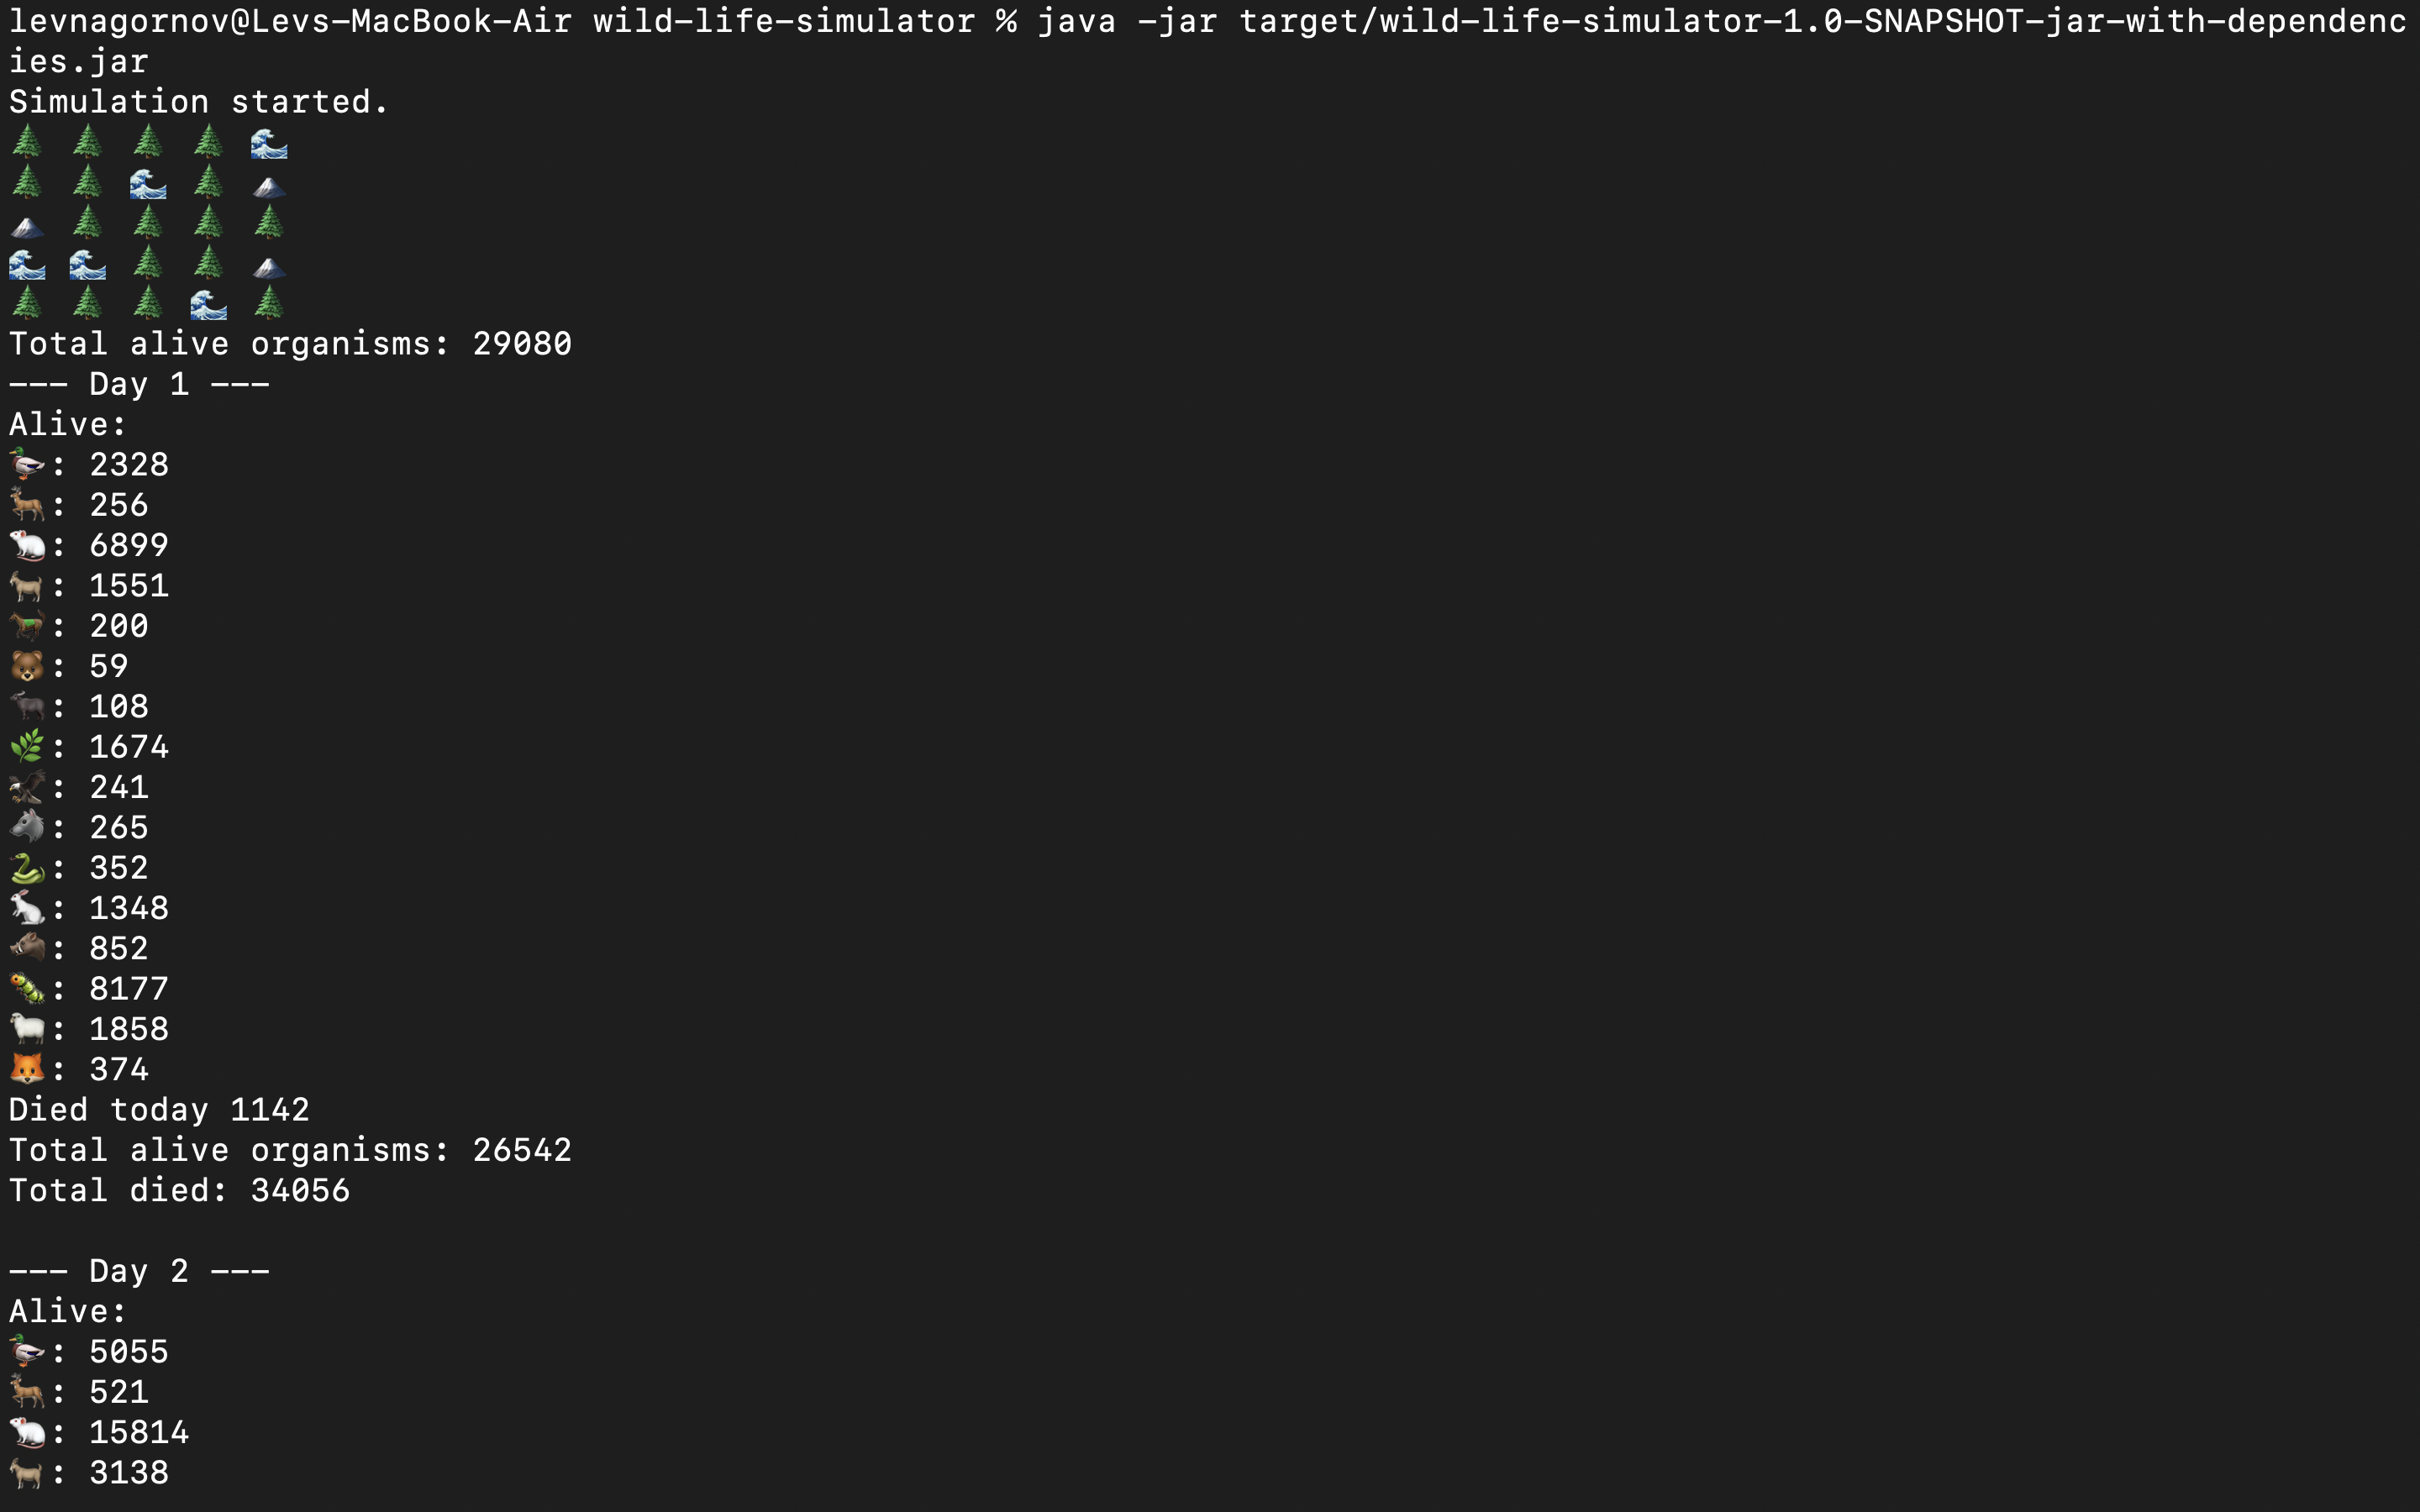 levnagornov@Levs-MacBook-Air wild-life-simulator % java -jar target/wild-life-simulator-1.0-SNAPSHOT-jar-with-dependenc
ies.jar
Simulation started.
🌲 🌲 🌲 🌲 🌊
🌲 🌲 🌊 🌲 🗻
🗻 🌲 🌲 🌲 🌲
🌊 🌊 🌲 🌲 🗻
🌲 🌲 🌲 🌊 🌲
Total alive organisms: 29080
--- Day 1 ---
Alive:
🦆: 2328
🦌: 256
🐁: 6899
🐐: 1551
🐎: 200
🐻: 59
🐃: 108
🌿: 1674
🦅: 241
🐺: 265
🐍: 352
🐇: 1348
🐗: 852
🐛: 8177
🐑: 1858
🦊: 374
Died today 1142
Total alive organisms: 26542
Total died: 34056
--- Day 2 ---
Alive:
🦆: 5055
🦌: 521
🐁: 15814
🐐: 3138